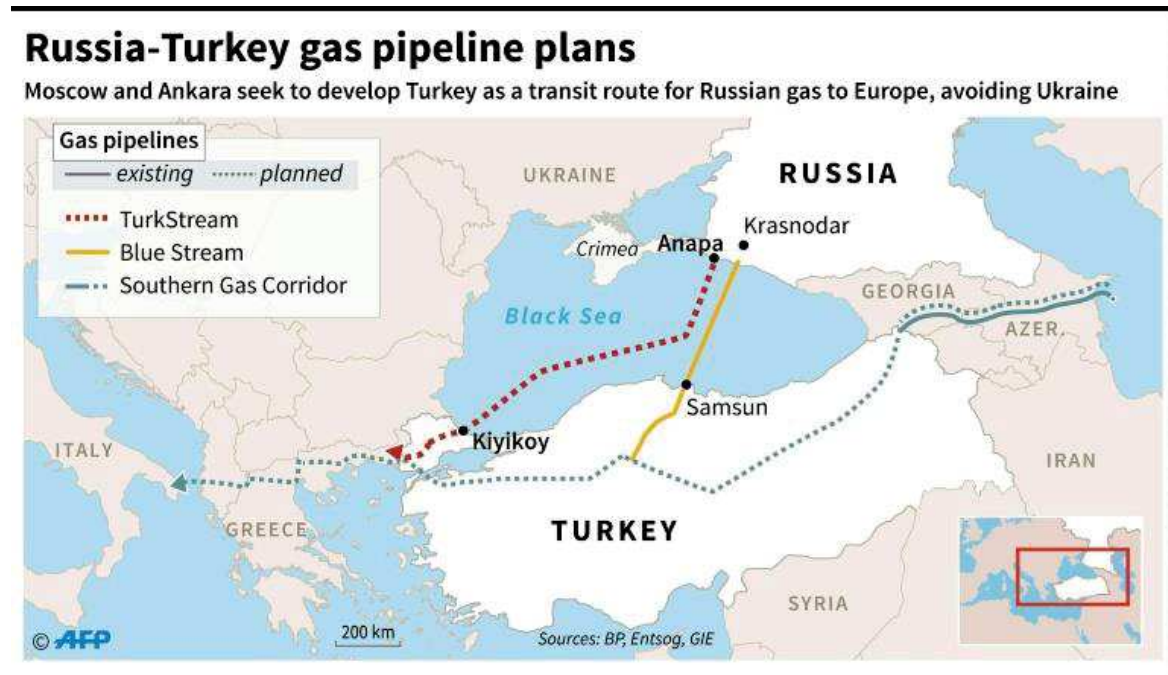 Russia-Turkey gas pipeline plans
Moscow and Ankara seek to develop Turkey as a transit route for Russian gas to Europe, avoiding Ukraine
Gas pipelines
existing planned
TurkStream
Blue Stream
Southern Gas Corridor
UKRAINE
RUSSIA
Krasnodar
Crimea
Anapa
Black Sea
GEORGIA
AZER.
Samsun
Kiyikoy
ITALY
IRAN
GREECE
TURKEY
SYRIA
© AFP
200 km
Sources: BP, Entsog, GIE